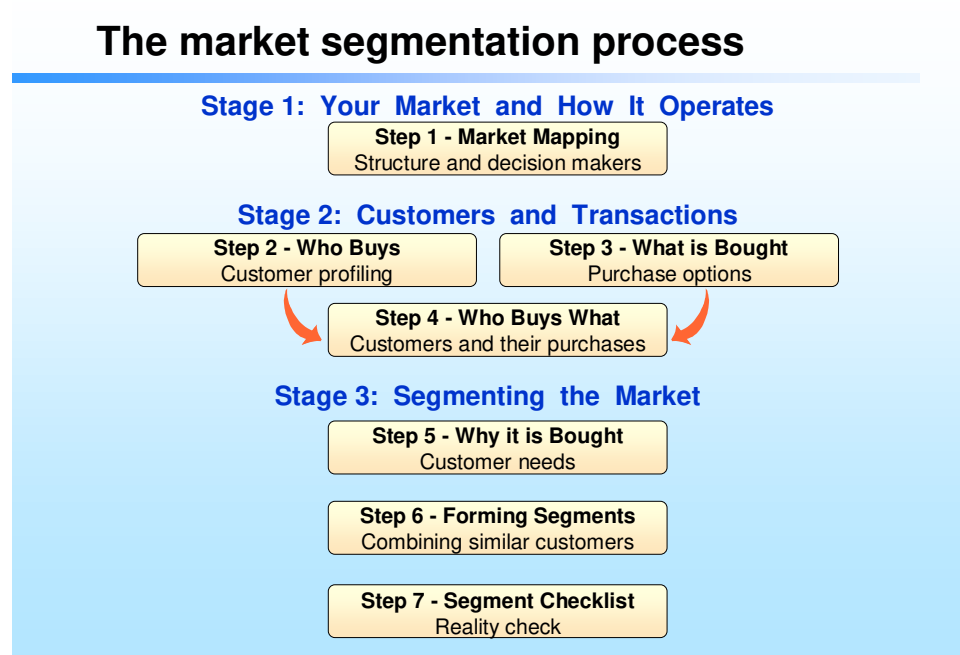 The market segmentation process
Stage 1: Your Market and How It Operates
Step 1 - Market Mapping
Structure and decision makers
Stage 2: Customers and Transactions
Step 2 - Who Buys
Customer profiling
Step 3 - What is Bought
Purchase options
Step 4 - Who Buys What
Customers and their purchases
Stage 3: Segmenting the Market
Step 5 - Why it is Bought
Customer needs
Step 6 - Forming Segments
Combining similar customers
Step 7 - Segment Checklist
Reality check